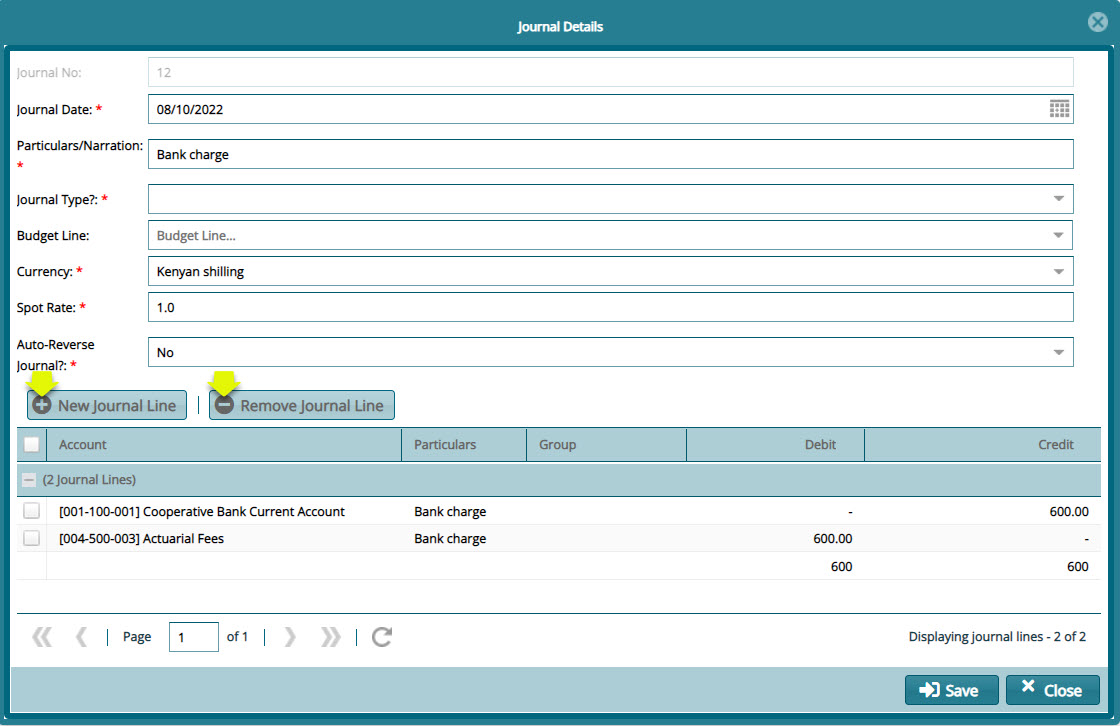 Journal Details
Journal No: 12
Journal Date: * 08/10/2022
Particulars/Narration: * Bank charge
Journal Type?: *
Budget Line: Budget Line...
Currency: * Kenyan shilling
Spot Rate: * 1.0
Auto-Reverse Journal?: * No
New Journal Line Remove Journal Line
Account Particulars Group Debit Credit
(2 Journal Lines)
[001-100-001] Cooperative Bank Current Account Bank charge - 600.00
[004-500-003] Actuarial Fees Bank charge 600.00 -
600 600
Page 1 of 1 Displaying journal lines - 2 of 2
Save Close